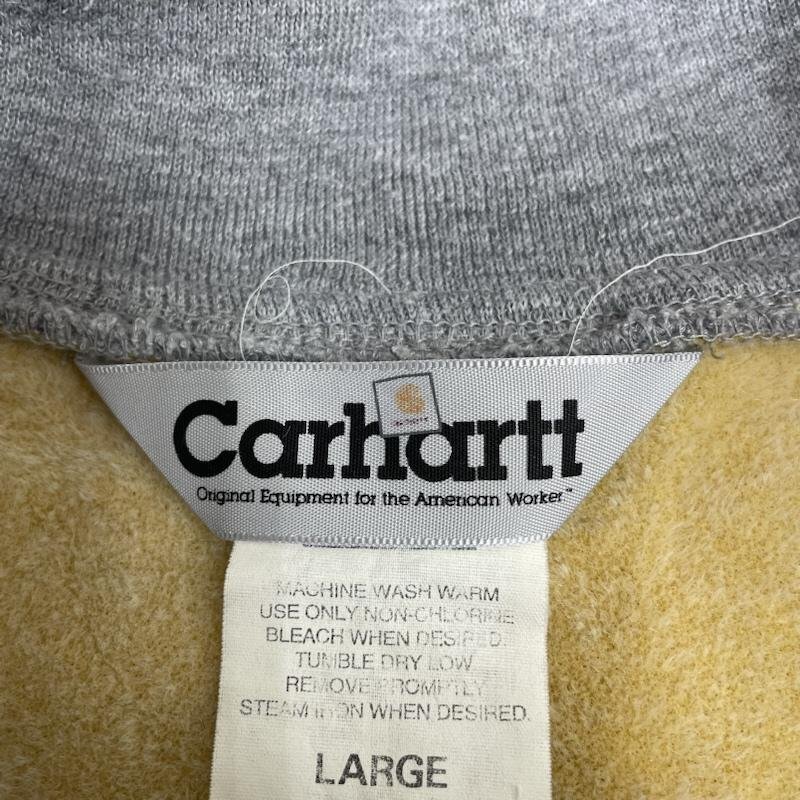 Carhartt
Original Equipment for the American Worker™
MACHINE WASH WARM
USE ONLY NON-CHLORINE
BLEACH WHEN DESIRED.
TUMBLE DRY LOW
REMOVE PROMPTLY
STEAM IRON WHEN DESIRED.
LARGE